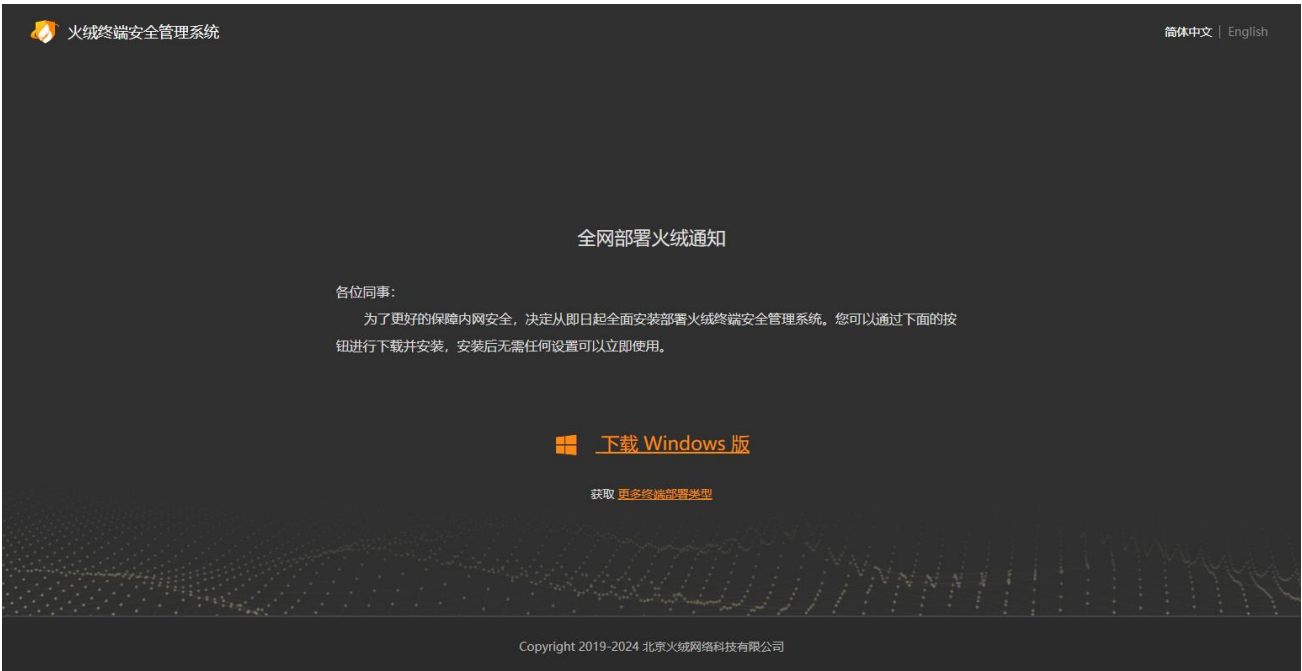 火绒终端安全管理系统
简体中文 | English
全网部署火绒通知
各位同事：
为了更好的保障内网安全，决定从即日起全面安装部署火绒终端安全管理系统。您可以通过下面的按
钮进行下载并安装，安装后无需任何设置可以立即使用。
下载 Windows 版
获取 更多终端部署类型
Copyright 2019-2024 北京火绒网络科技有限公司